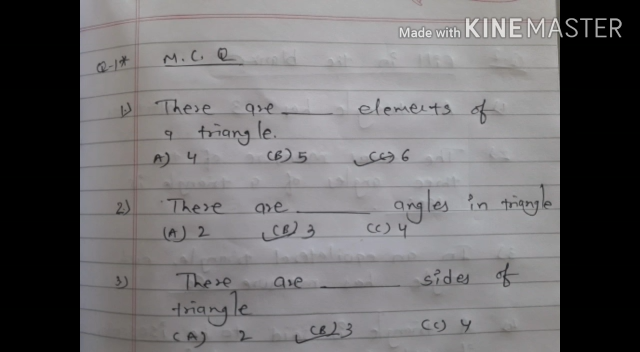 Made with KINEMASTER
Q-1* M.C.Q
1) There are ____ elements of
a triangle.
A) 4 (B) 5 (C) 6
2) There are ____ angles in triangle
(A) 2 (B) 3 (C) 4
3) There are ____ sides of
triangle
(A) 2 (B) 3 (C) 4